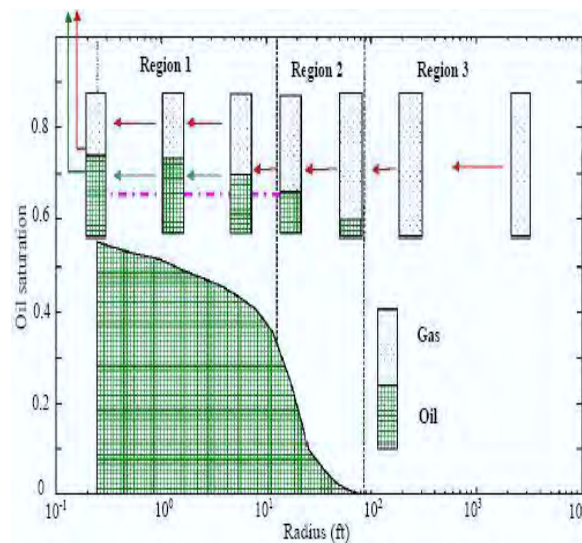 Region 1
Region 2
Region 3
0.8
0.6
0.4
0.2
0
Oil saturation
Gas
Oil
10-1
100
101
102
103
10
Radius (ft)